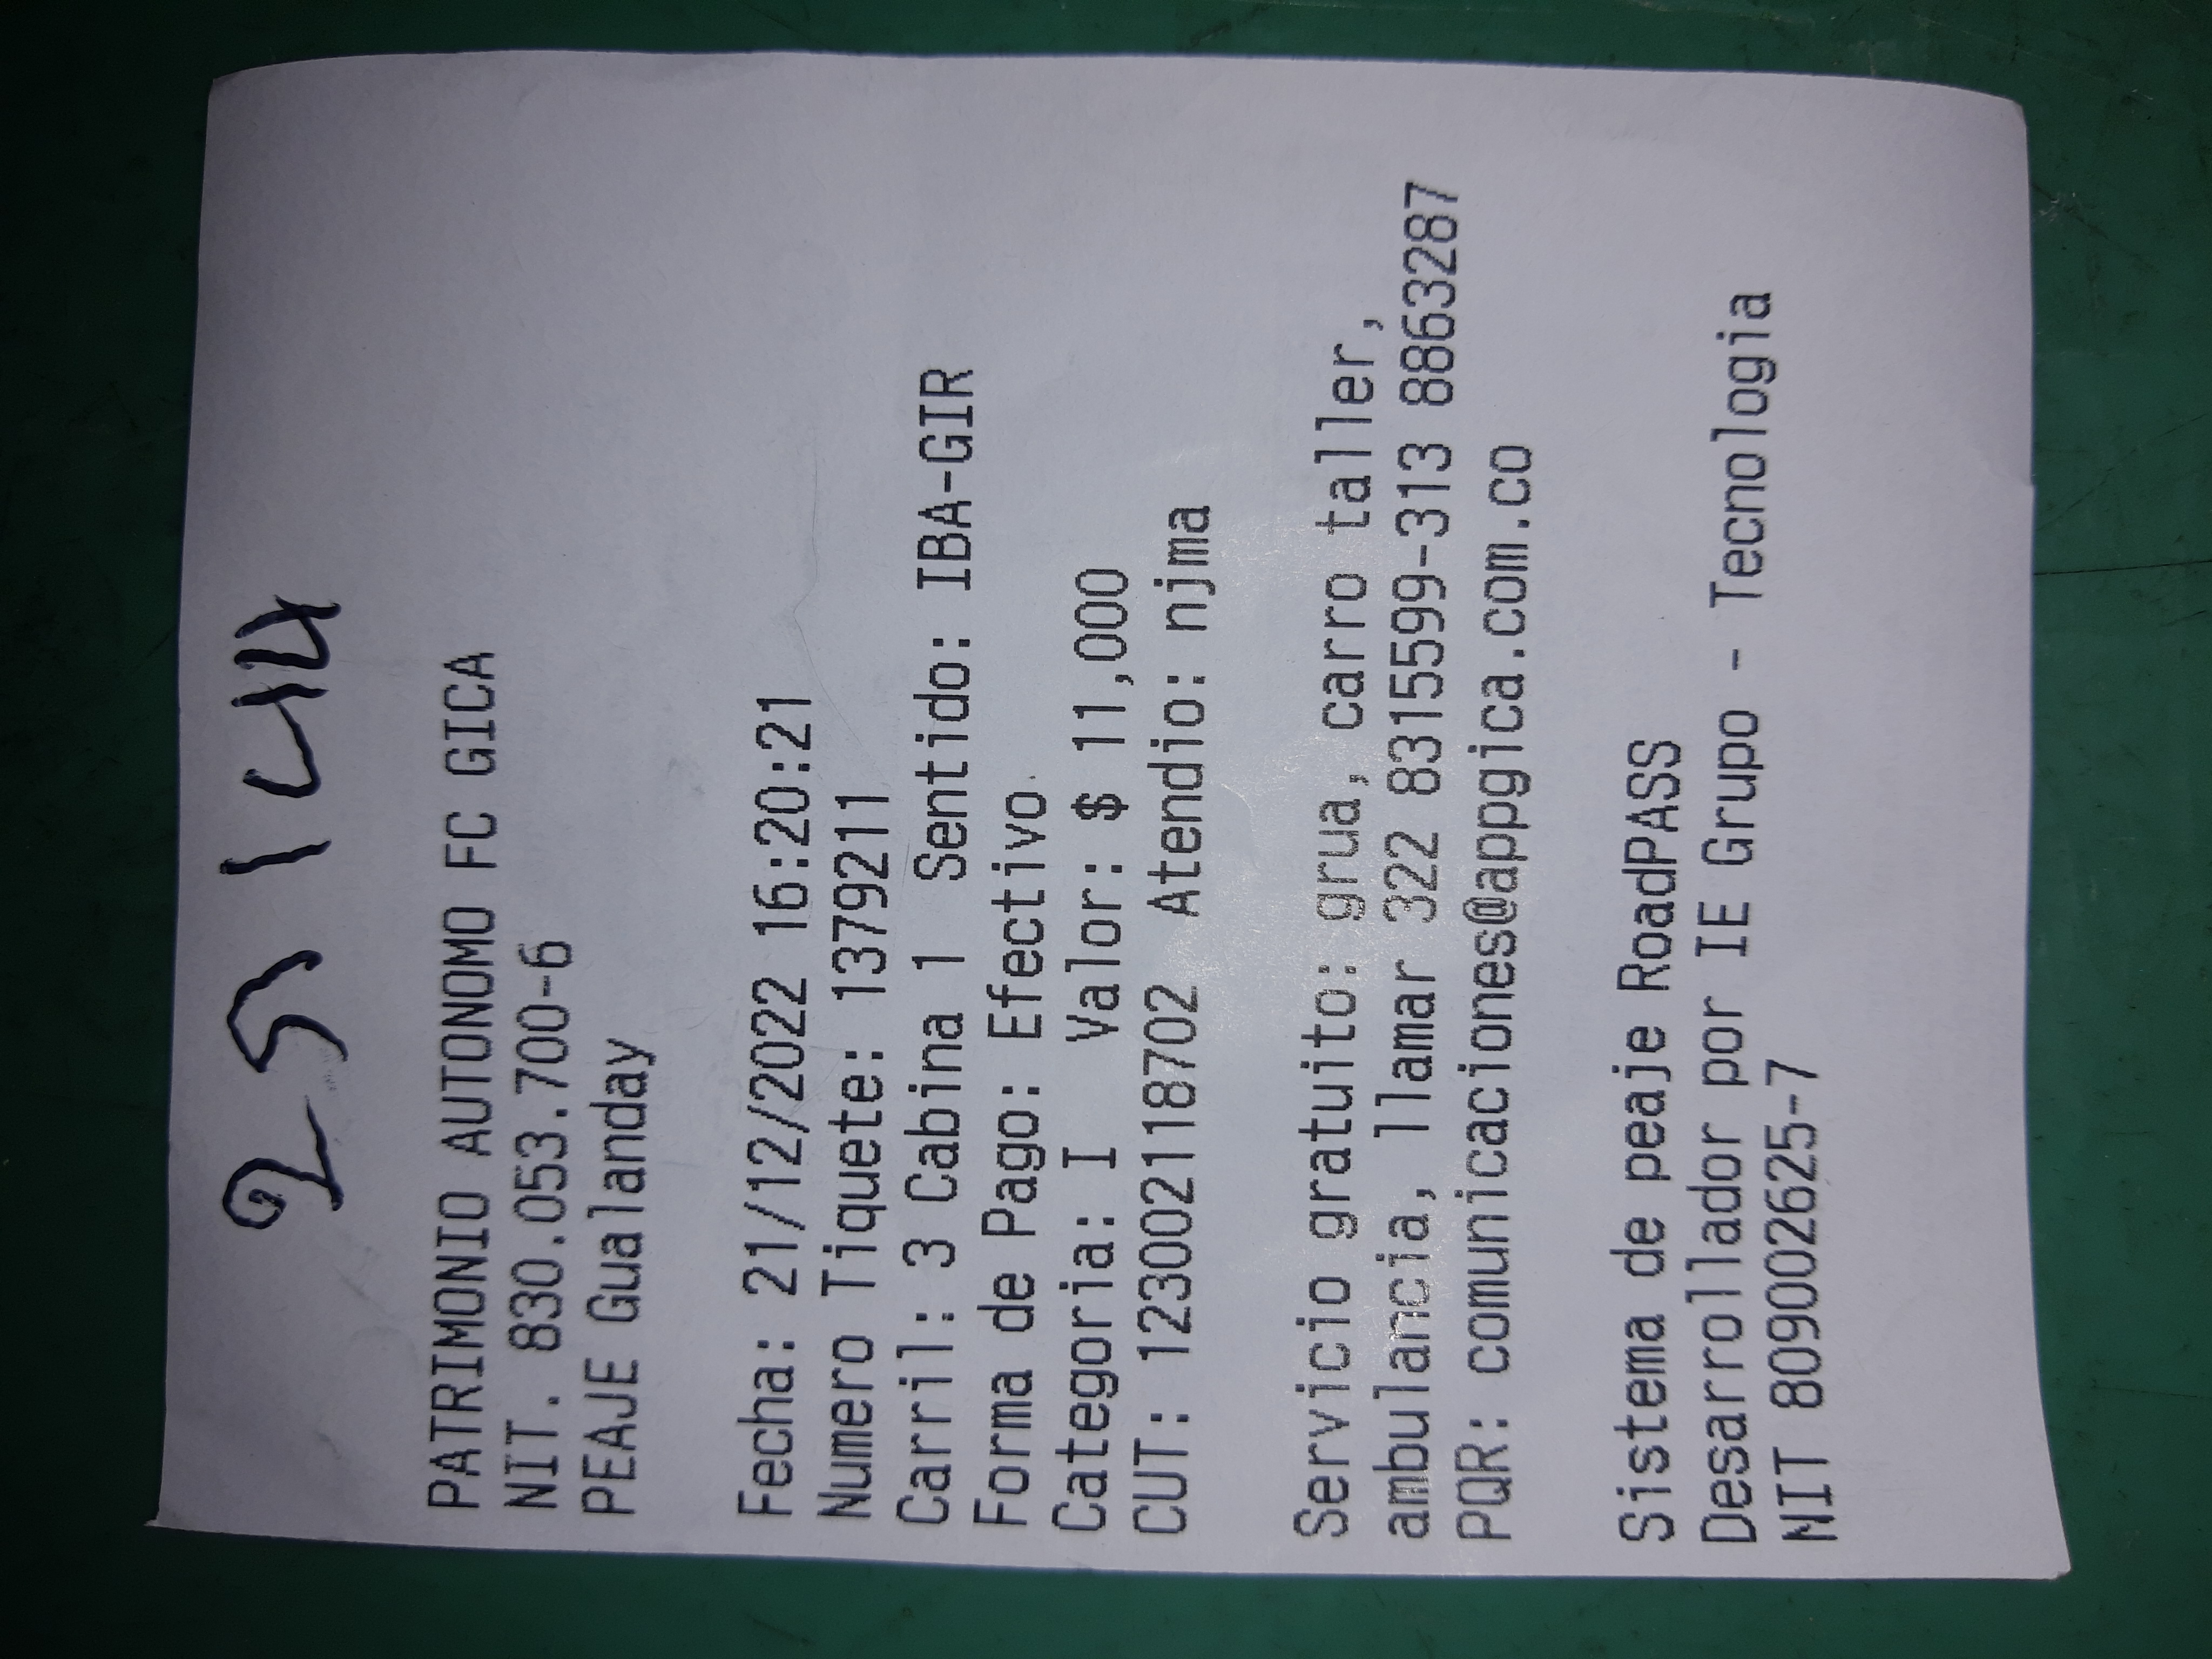 25144
PATRIMONIO AUTONOMO FC GICA
NIT. 830.053.700-6
PEAJE Gualanday
Fecha: 21/12/2022 16:20:21
Numero Tiquete: 1379211
Carril: 3 Cabina 1 Sentido: IBA-GIR
Forma de Pago: Efectivo
Categoria: I Valor: $ 11,000
CUT: 1230021118702 Atendio: njma
Servicio gratuito: grua, carro taller,
ambulancia, llamar 322 8315599-313 8863287
PQR: comunicaciones@appgica.com.co
Sistema de peaje RoadPASS
Desarrollador por IE Grupo - Tecnologia
NIT 809002625-7